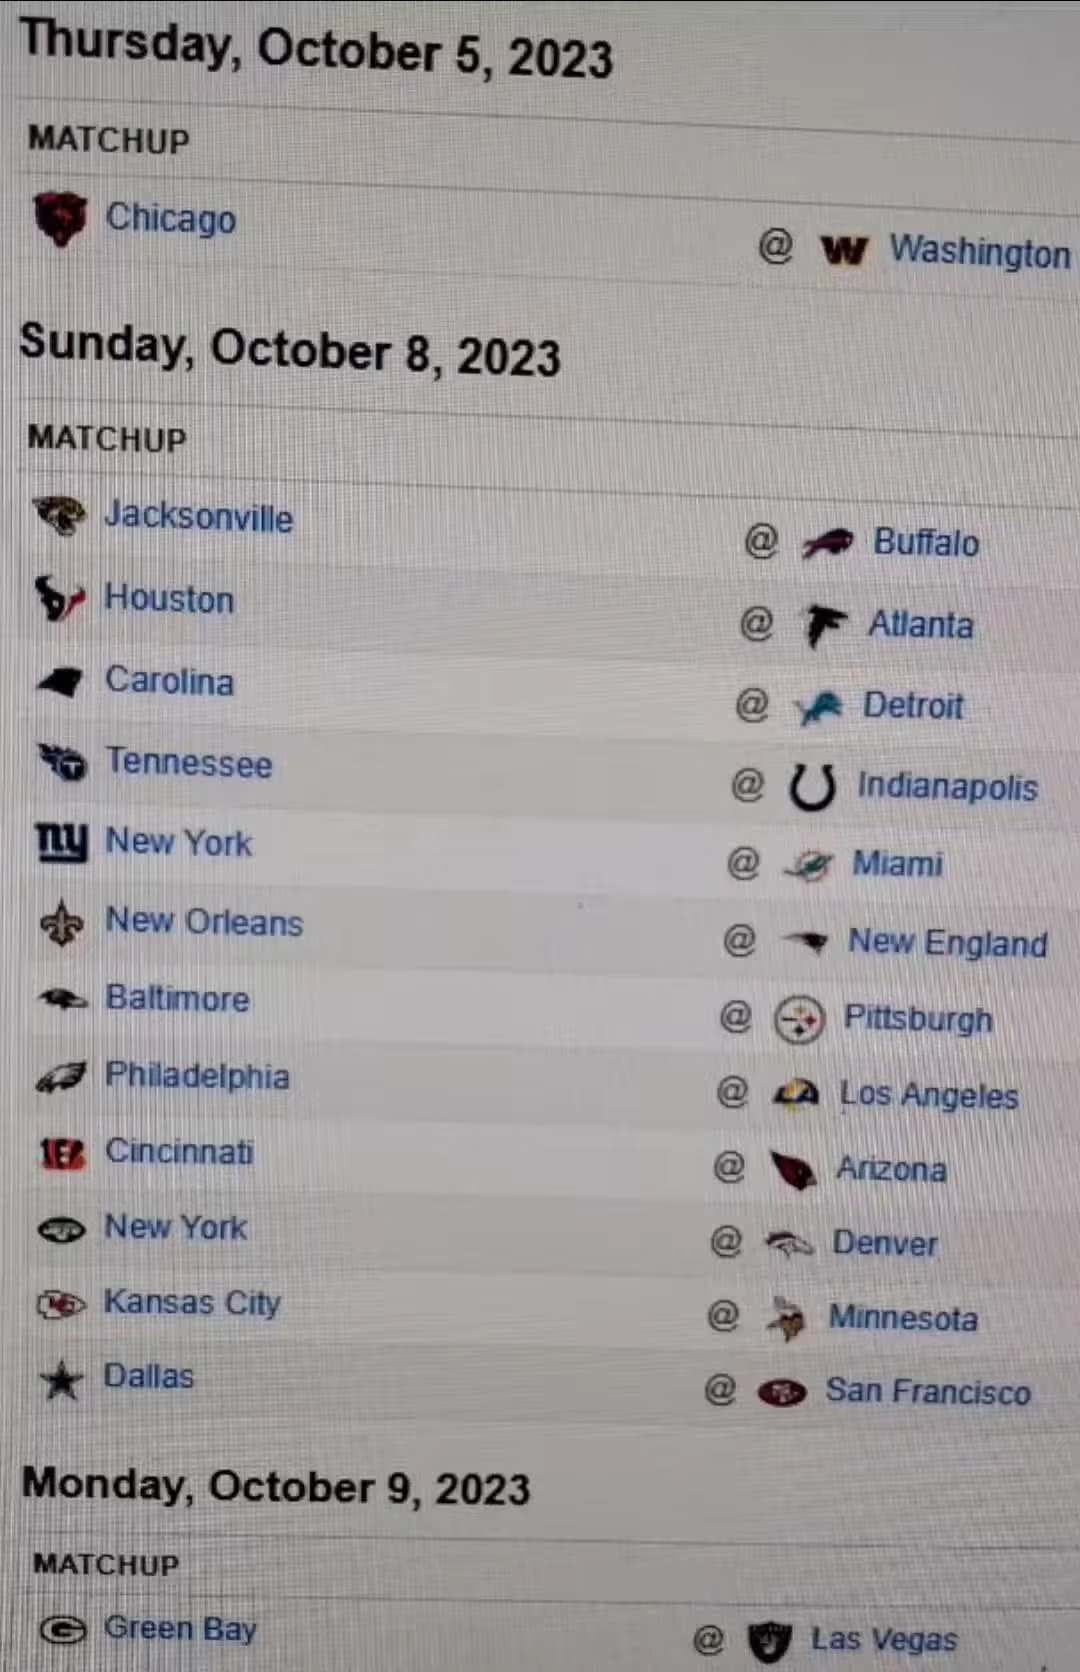 Thursday, October 5, 2023
MATCHUP
Chicago @ W Washington
Sunday, October 8, 2023
MATCHUP
Jacksonville @ Buffalo
Houston @ Atlanta
Carolina @ Detroit
Tennessee @ Indianapolis
ny New York @ Miami
New Orleans @ New England
Baltimore @ Pittsburgh
Philadelphia @ LA Los Angeles
Cincinnati @ Arizona
New York @ Denver
Kansas City @ Minnesota
Dallas @ San Francisco
Monday, October 9, 2023
MATCHUP
G Green Bay @ Las Vegas